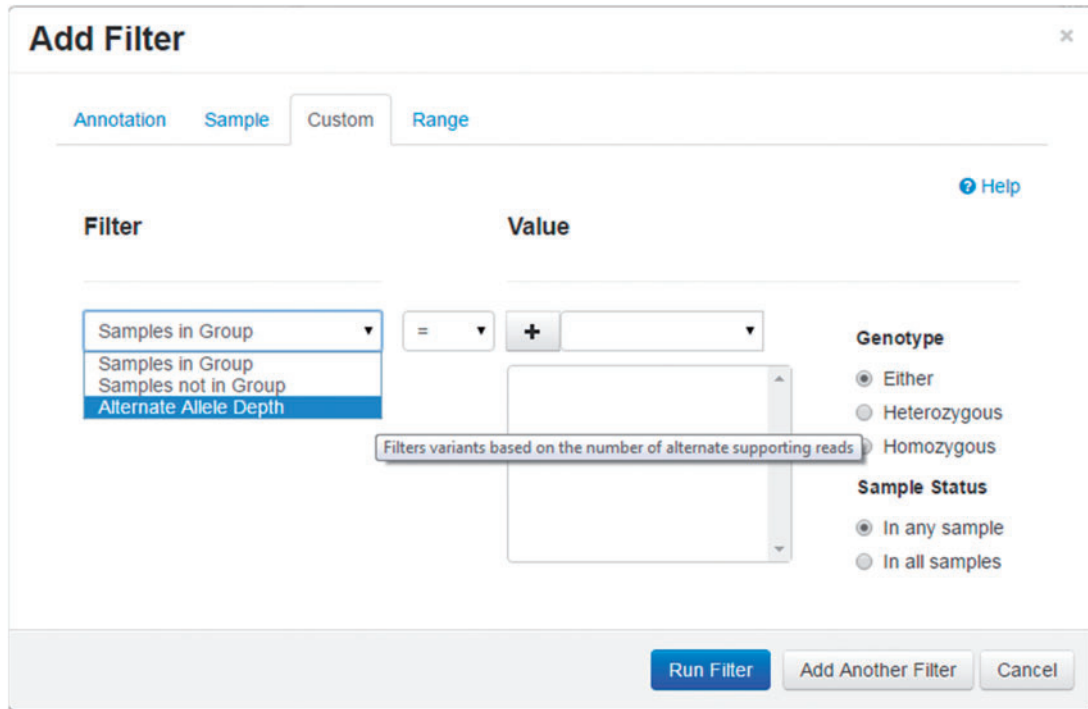 Add Filter ×
Annotation Sample Custom Range
? Help
Filter Value
Samples in Group = +
Samples in Group
Samples not in Group
Alternate Allele Depth
Filters variants based on the number of alternate supporting reads
Genotype
Either
Heterozygous
Homozygous
Sample Status
In any sample
In all samples
Run Filter Add Another Filter Cancel